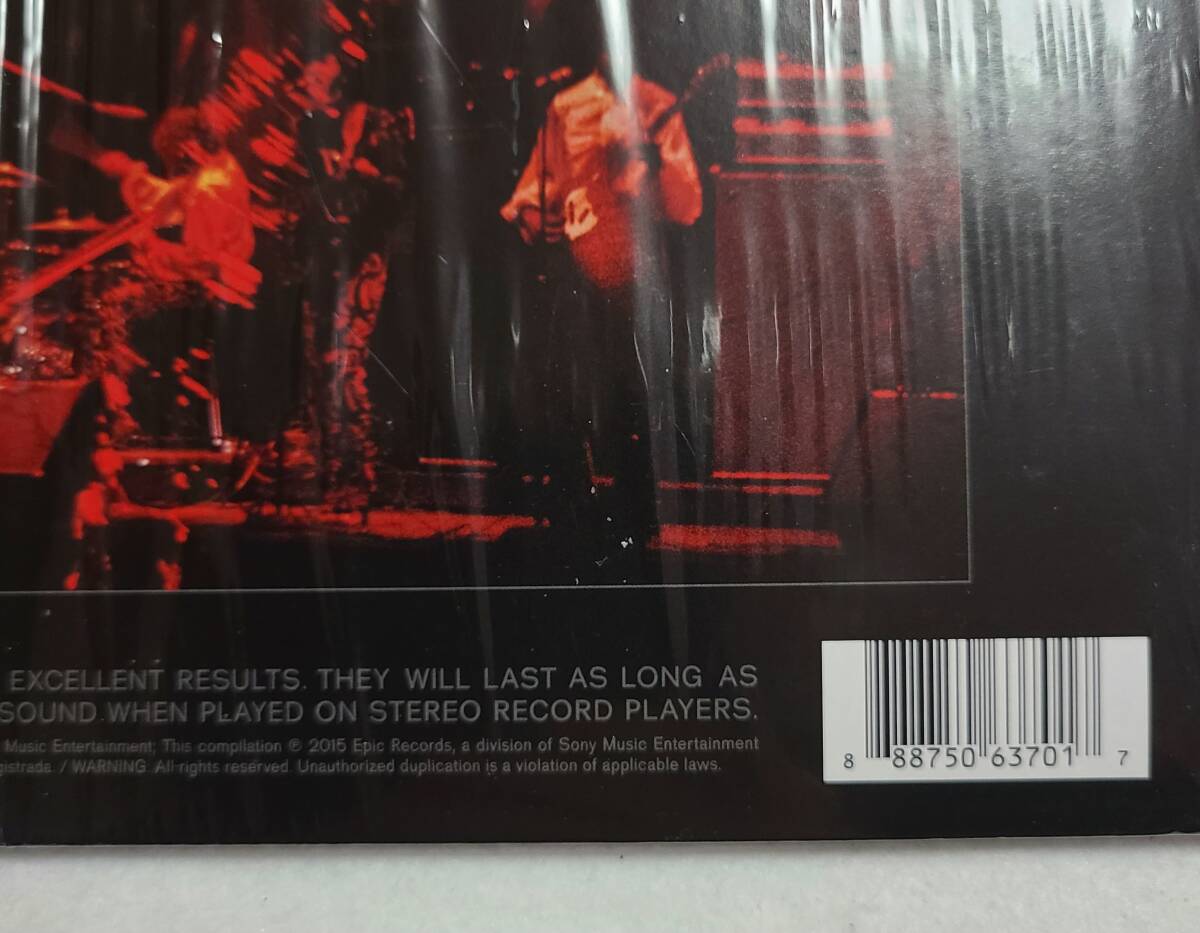 EXCELLENT RESULTS. THEY WILL LAST AS LONG AS
SOUND WHEN PLAYED ON STEREO RECORD PLAYERS.
Music Entertainment; This compilation ℗ 2015 Epic Records, a division of Sony Music Entertainment
gistrade. / WARNING: All rights reserved. Unauthorized duplication is a violation of applicable laws.
8 88750 63701 7